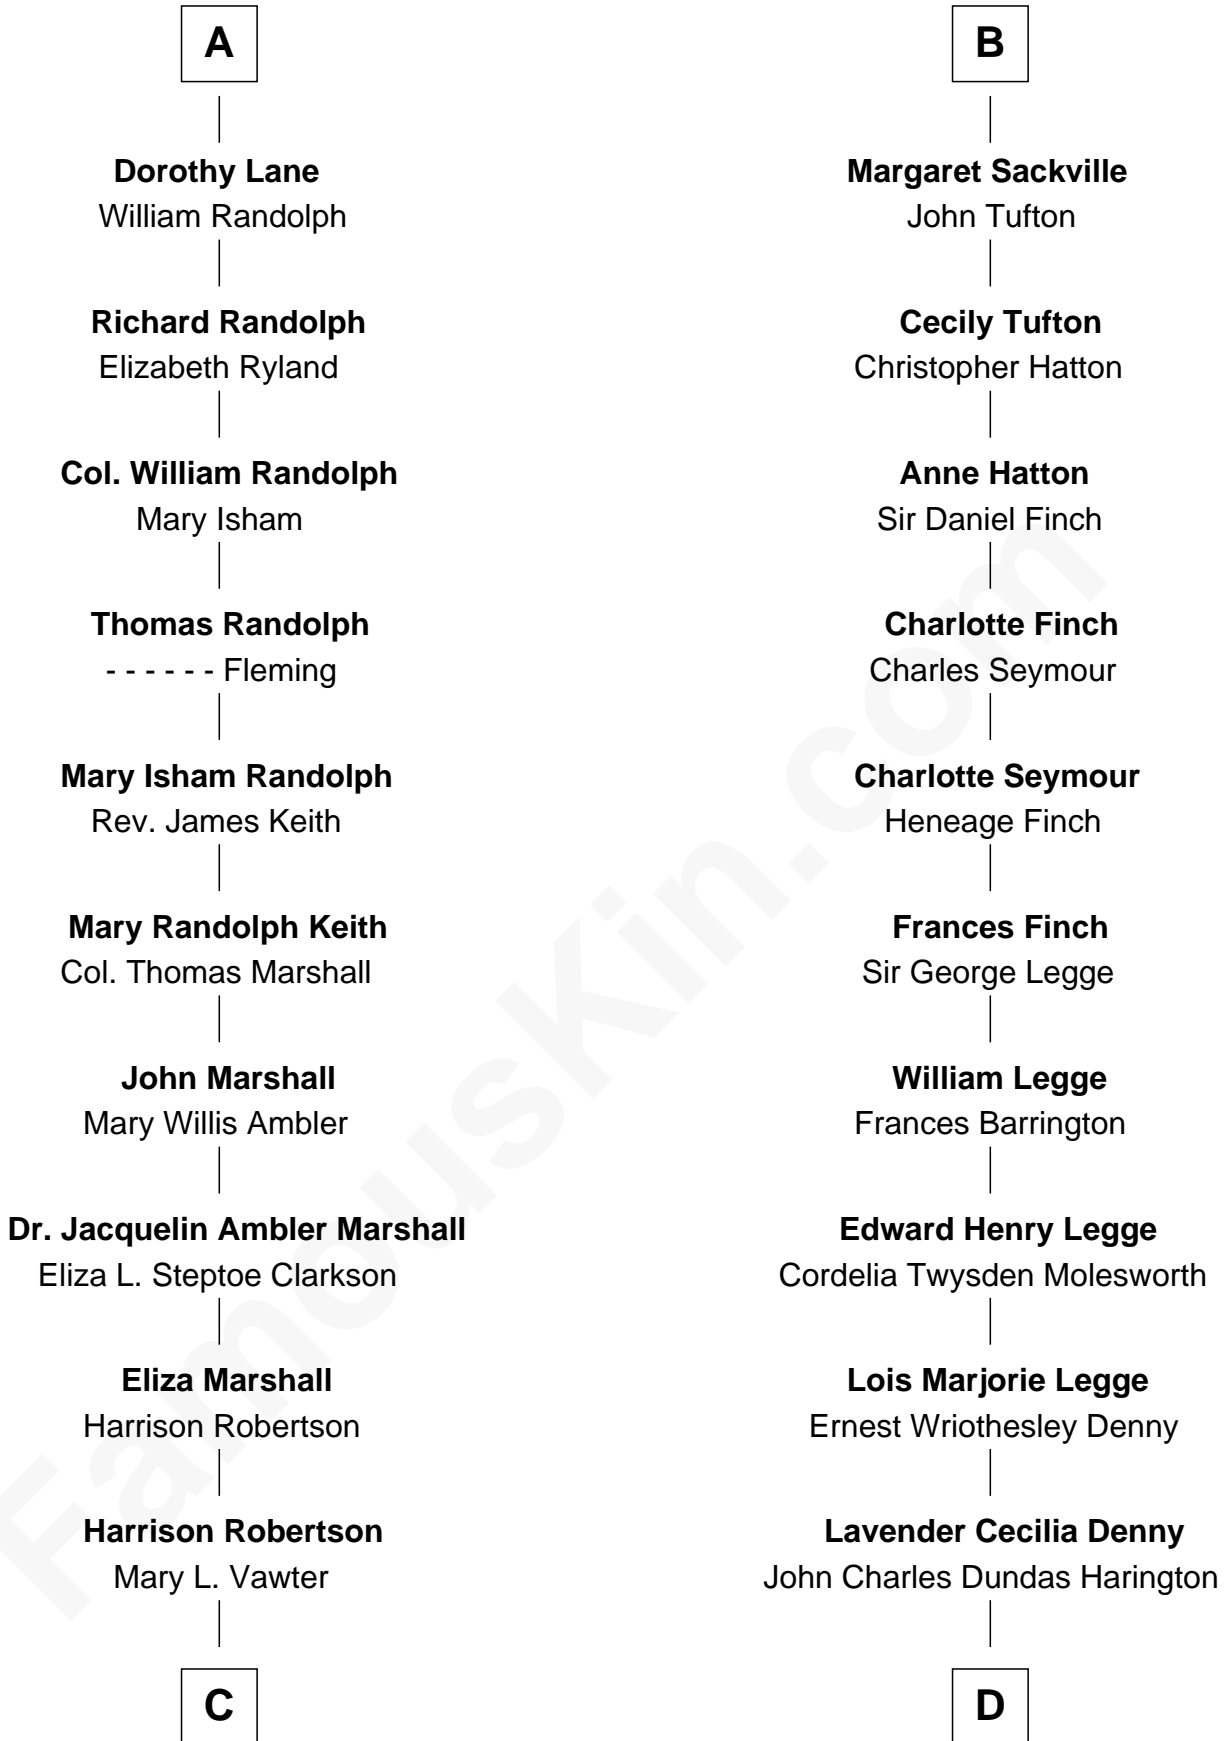 A
Dorothy Lane
William Randolph
Richard Randolph
Elizabeth Ryland
Col. William Randolph
Mary Isham
Thomas Randolph
- - - - - - Fleming
Mary Isham Randolph
Rev. James Keith
Mary Randolph Keith
Col. Thomas Marshall
John Marshall
Mary Willis Ambler
Dr. Jacquelin Ambler Marshall
Eliza L. Steptoe Clarkson
Eliza Marshall
Harrison Robertson
Harrison Robertson
Mary L. Vawter
C
B
Margaret Sackville
John Tufton
Cecily Tufton
Christopher Hatton
Anne Hatton
Sir Daniel Finch
Charlotte Finch
Charles Seymour
Charlotte Seymour
Heneage Finch
Frances Finch
Sir George Legge
William Legge
Frances Barrington
Edward Henry Legge
Cordelia Twysden Molesworth
Lois Marjorie Legge
Ernest Wriothesley Denny
Lavender Cecilia Denny
John Charles Dundas Harington
D
FamousKin.com